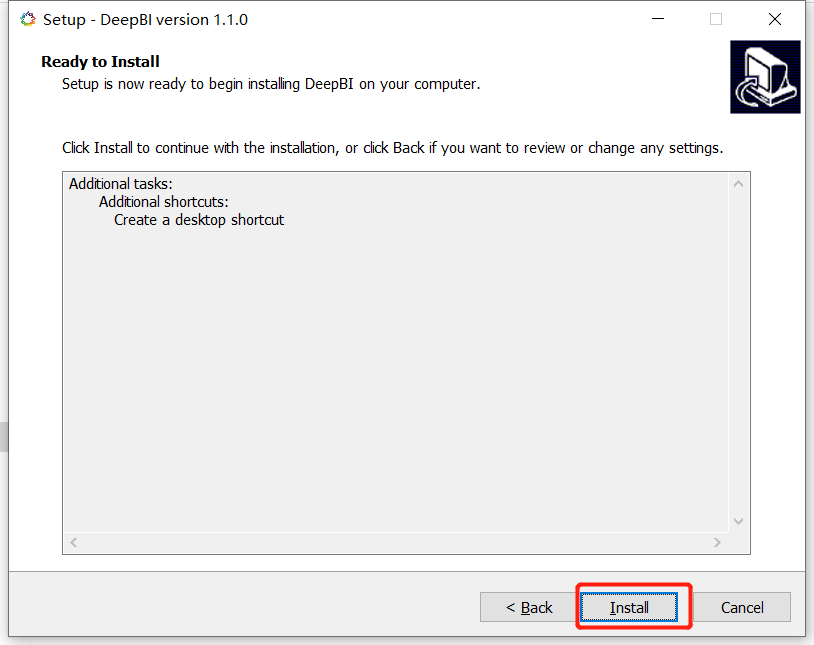 Setup - DeepBI version 1.1.0
Ready to Install
Setup is now ready to begin installing DeepBI on your computer.
Click Install to continue with the installation, or click Back if you want to review or change any settings.
Additional tasks:
Additional shortcuts:
Create a desktop shortcut
< Back
Install
Cancel